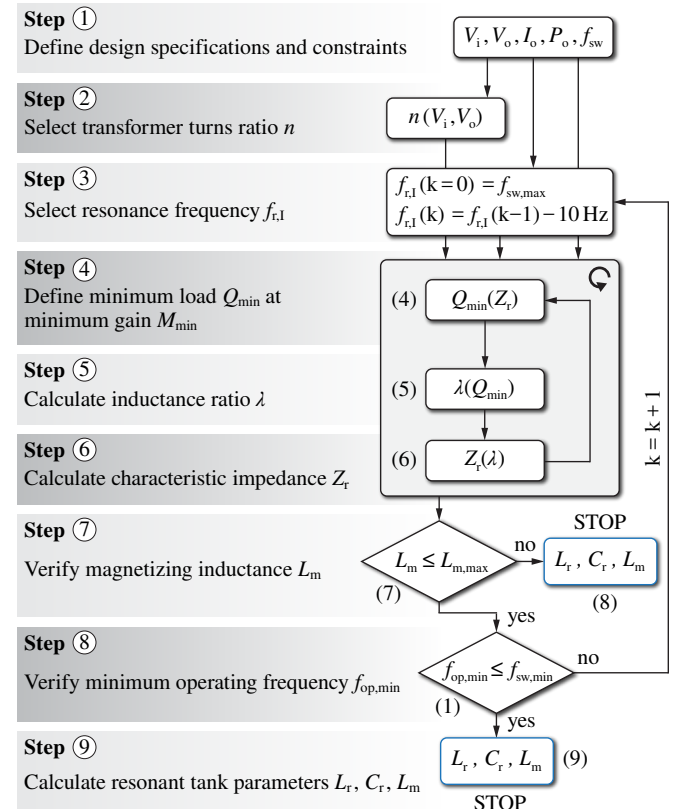 Step ①
Define design specifications and constraints
V_i, V_o, I_o, P_o, f_sw
Step ②
Select transformer turns ratio n
n(V_i, V_o)
Step ③
Select resonance frequency f_r,I
f_r,I(k=0) = f_sw,max
f_r,I(k) = f_r,I(k−1) − 10 Hz
Step ④
Define minimum load Q_min at
minimum gain M_min
(4) Q_min(Z_r)
Step ⑤
Calculate inductance ratio λ
(5) λ(Q_min)
Step ⑥
Calculate characteristic impedance Z_r
(6) Z_r(λ)
k = k + 1
Step ⑦
Verify magnetizing inductance L_m
L_m ≤ L_m,max
(7)
no
STOP
L_r, C_r, L_m
(8)
yes
Step ⑧
Verify minimum operating frequency f_op,min
f_op,min ≤ f_sw,min
(1)
no
yes
Step ⑨
Calculate resonant tank parameters L_r, C_r, L_m
L_r, C_r, L_m
(9)
STOP